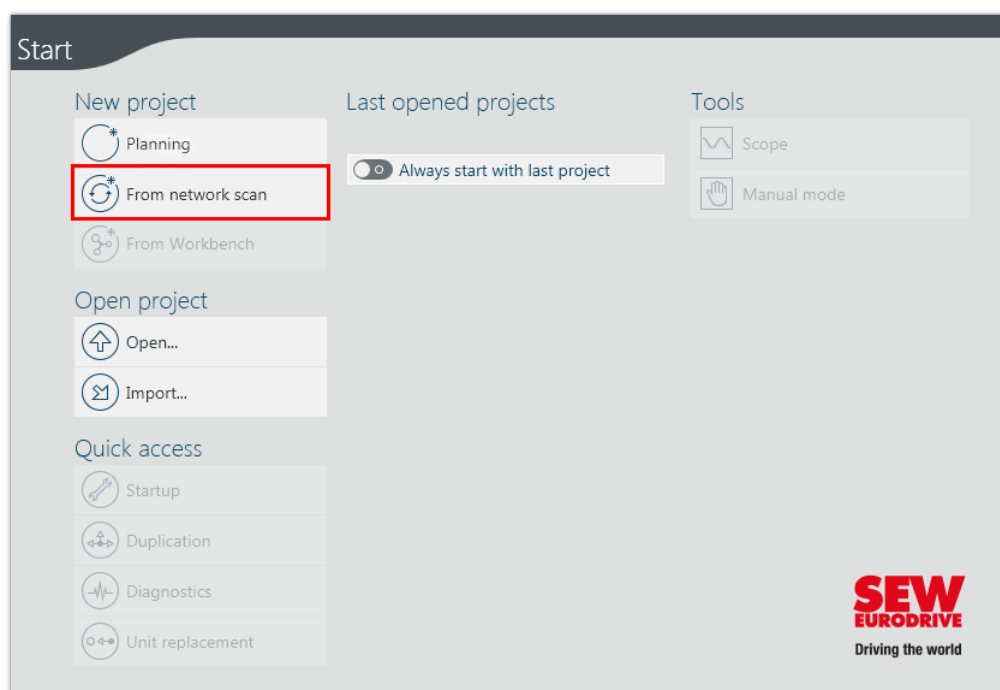 Start
New project
Planning
From network scan
From Workbench
Open project
Open...
Import...
Quick access
Startup
Duplication
Diagnostics
Unit replacement
Last opened projects
Always start with last project
Tools
Scope
Manual mode
SEW
EURODRIVE
Driving the world